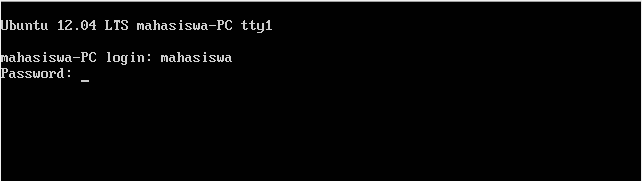 Ubuntu 12.04 LTS mahasiswa-PC tty1
mahasiswa-PC login: mahasiswa
Password: _